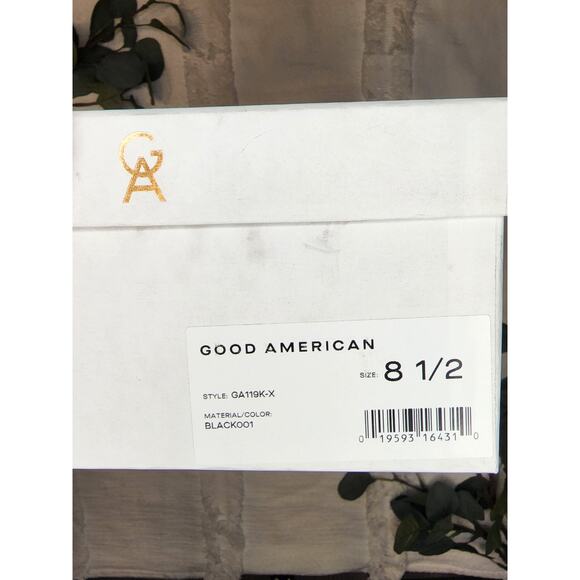 GA
GOOD AMERICAN
SIZE: 8 1/2
STYLE: GA119K-X
MATERIAL/COLOR:
BLACK001
0 19593 16431 0